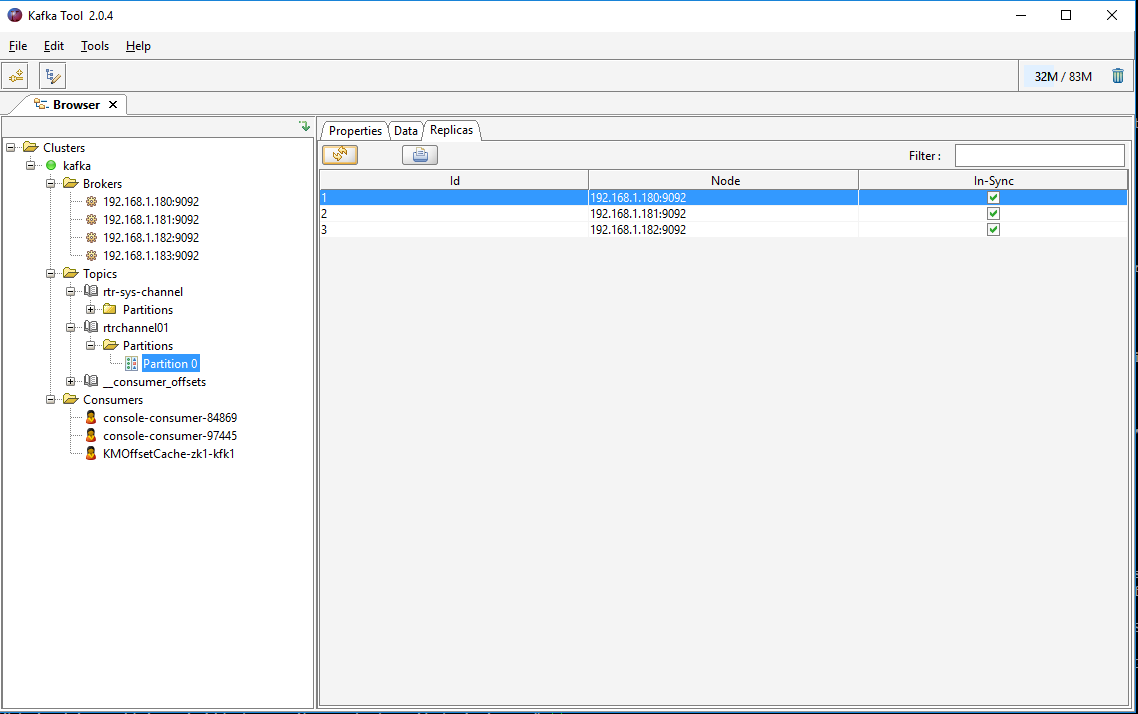 Kafka Tool 2.0.4
File Edit Tools Help
32M / 83M
Browser
Clusters
kafka
Brokers
192.168.1.180:9092
192.168.1.181:9092
192.168.1.182:9092
192.168.1.183:9092
Topics
rtr-sys-channel
Partitions
rtrchannel01
Partitions
Partition 0
__consumer_offsets
Consumers
console-consumer-84869
console-consumer-97445
KMOffsetCache-zk1-kfk1
Properties Data Replicas
Filter :
Id Node In-Sync
1 192.168.1.180:9092
2 192.168.1.181:9092
3 192.168.1.182:9092